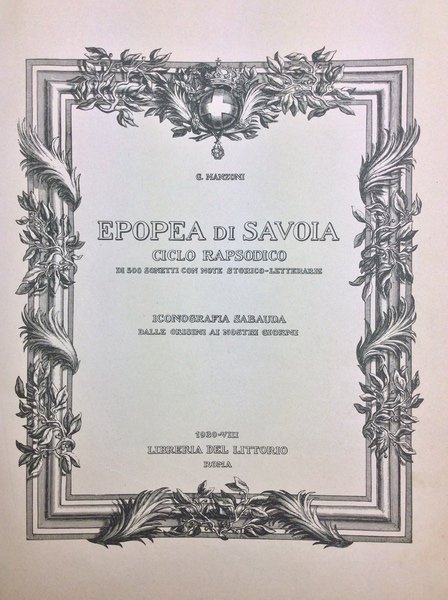 G. MANZONI
EPOPEA DI SAVOIA
CICLO RAPSODICO
DI 500 SONETTI CON NOTE STORICO-LETTERARIE
ICONOGRAFIA SABAUDA
DALLE ORIGINI AI NOSTRI GIORNI
1930-VIII
LIBRERIA DEL LITTORIO
ROMA